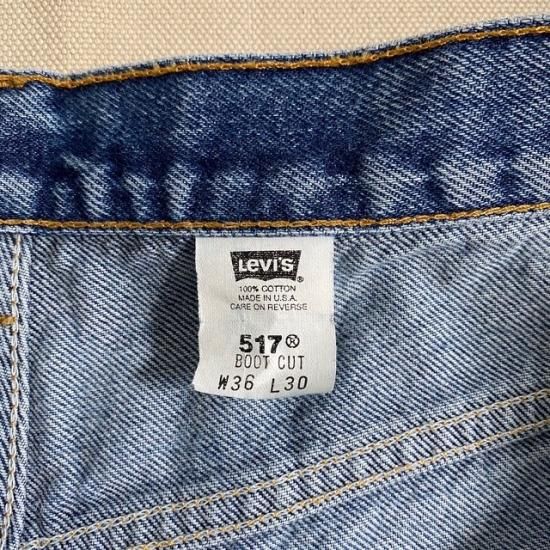 LEVI'S®
100% COTTON
MADE IN U.S.A.
CARE ON REVERSE
517®
BOOT CUT
W36 L30